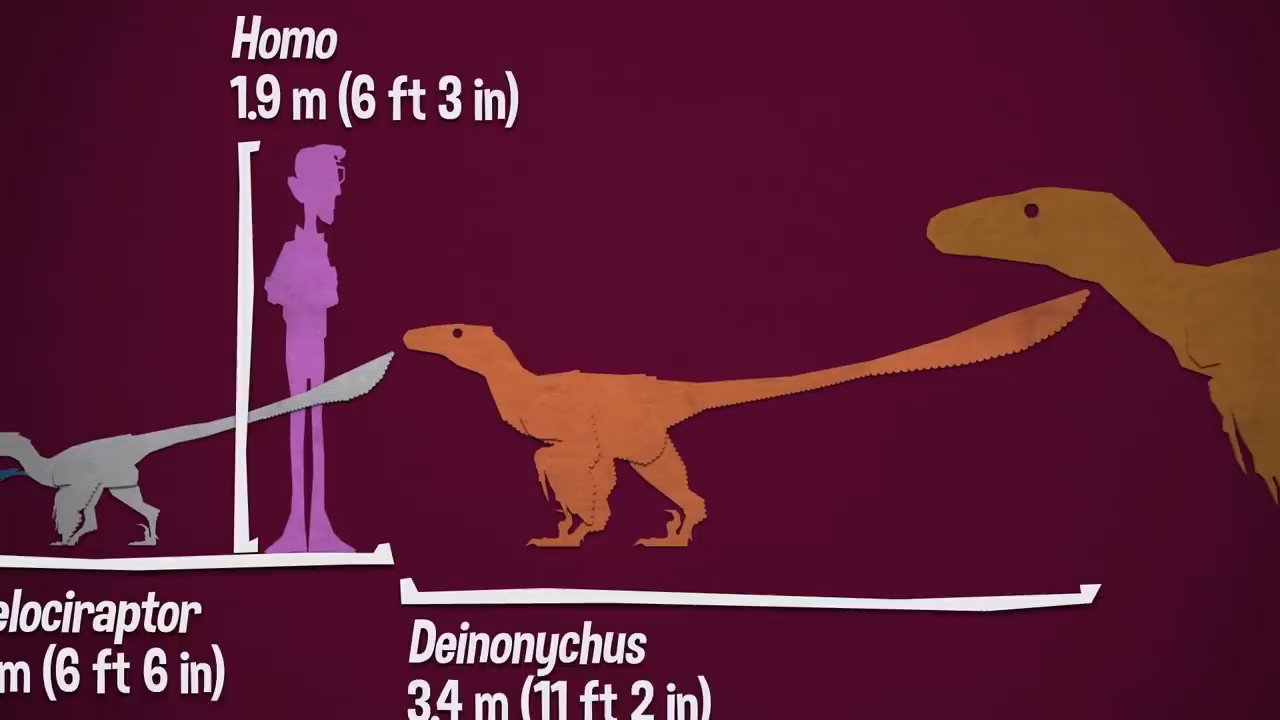 Homo
1.9 m (6 ft 3 in)
elociraptor
m (6 ft 6 in)
Deinonychus
3.4 m (11 ft 2 in)